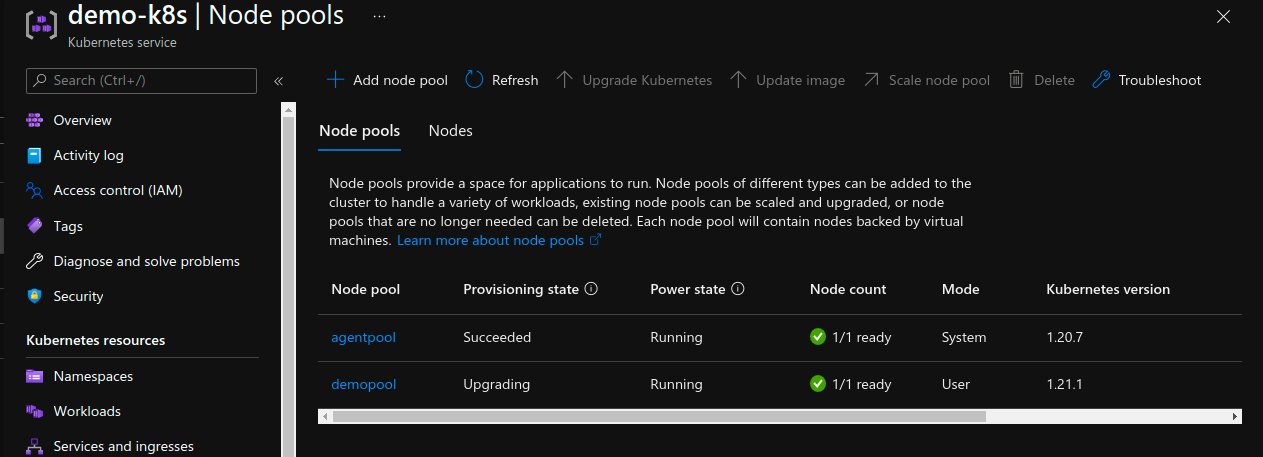 demo-k8s | Node pools ...
Kubernetes service
Search (Ctrl+/)
«
Overview
Activity log
Access control (IAM)
Tags
Diagnose and solve problems
Security
Kubernetes resources
Namespaces
Workloads
Services and ingresses
Add node pool Refresh Upgrade Kubernetes Update image Scale node pool Delete Troubleshoot
Node pools Nodes
Node pools provide a space for applications to run. Node pools of different types can be added to the
cluster to handle a variety of workloads, existing node pools can be scaled and upgraded, or node
pools that are no longer needed can be deleted. Each node pool will contain nodes backed by virtual
machines. Learn more about node pools
Node pool Provisioning state Power state Node count Mode Kubernetes version
agentpool Succeeded Running 1/1 ready System 1.20.7
demopool Upgrading Running 1/1 ready User 1.21.1